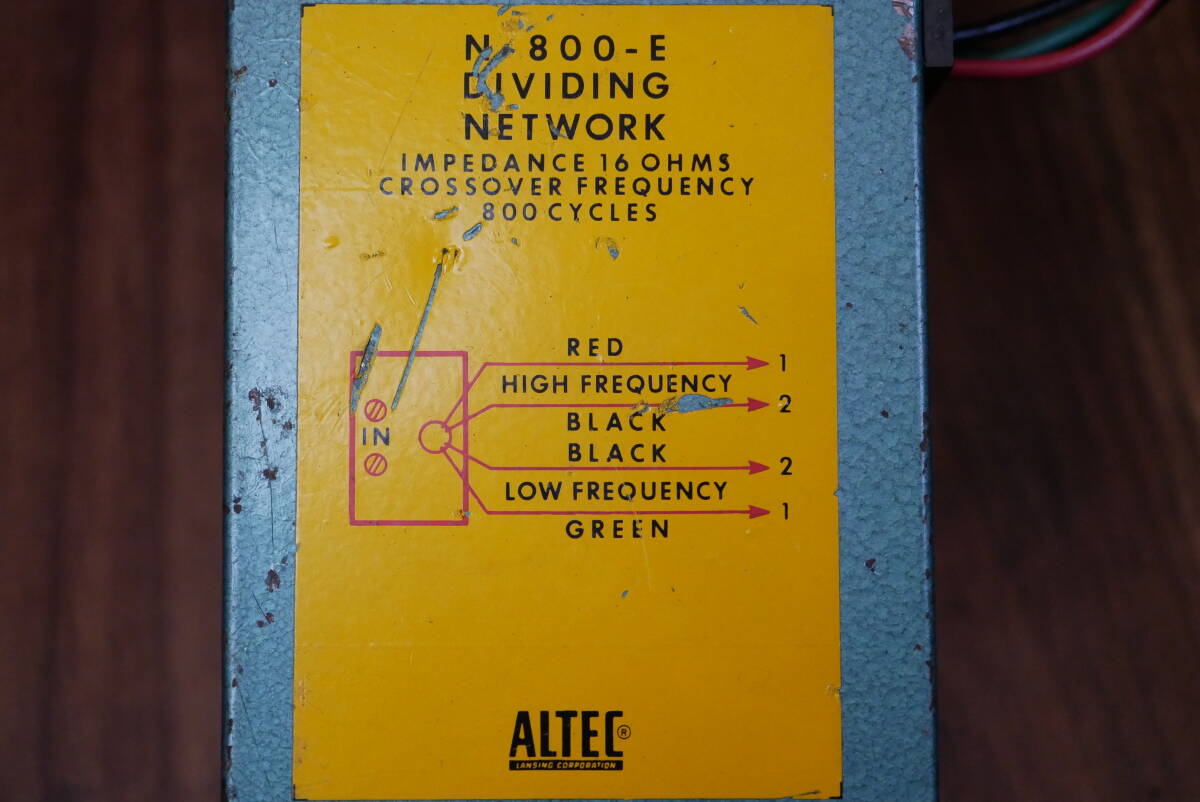 N-800-E
DIVIDING
NETWORK
IMPEDANCE 16 OHMS
CROSSOVER FREQUENCY
800 CYCLES
RED
1
HIGH FREQUENCY
2
BLACK
IN
BLACK
2
LOW FREQUENCY
1
GREEN
ALTEC®
LANSING CORPORATION